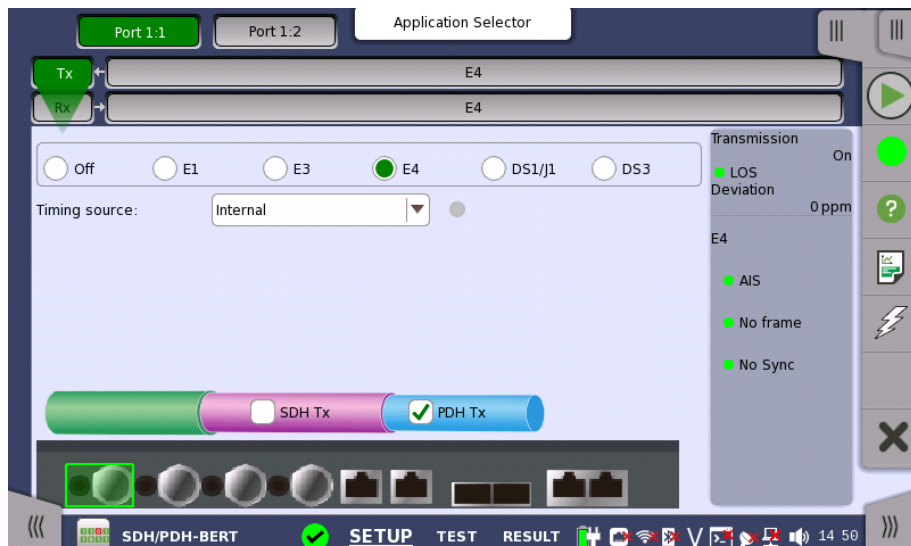 Application Selector
Port 1:1
Port 1:2
Tx
E4
Rx
E4
Off
E1
E3
E4
DS1/J1
DS3
Timing source:
Internal
Transmission
On
LOS
Deviation
0 ppm
E4
AIS
No frame
No Sync
SDH Tx
PDH Tx
SDH/PDH-BERT
SETUP
TEST
RESULT
14 50